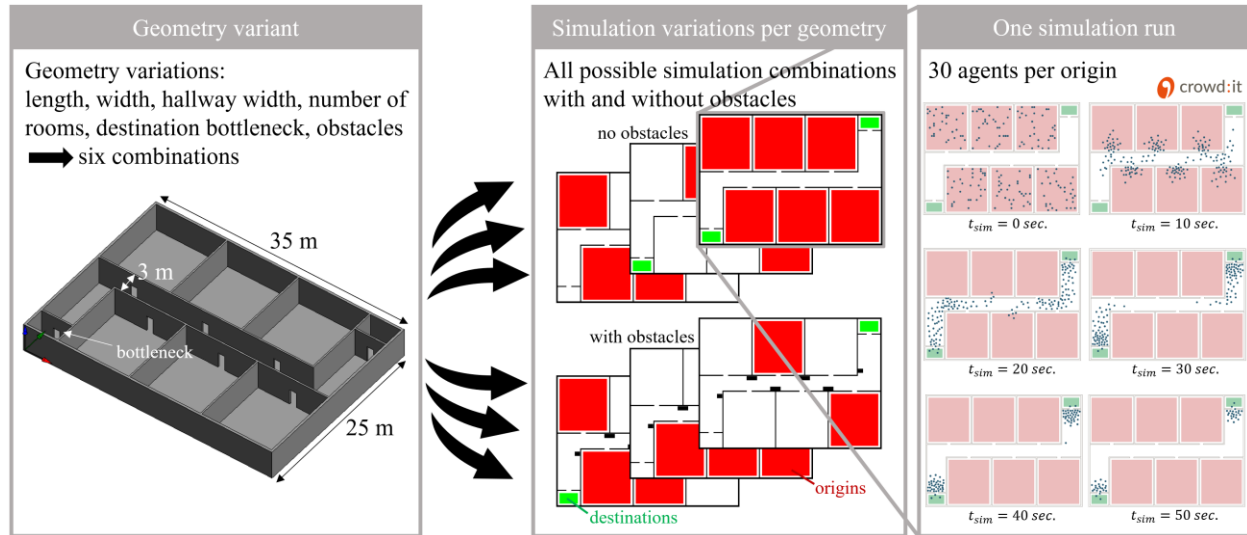 Geometry variant
Geometry variations:
length, width, hallway width, number of
rooms, destination bottleneck, obstacles
six combinations
35 m
3 m
bottleneck
25 m
Simulation variations per geometry
All possible simulation combinations
with and without obstacles
no obstacles
with obstacles
origins
destinations
One simulation run
30 agents per origin
crowd:it
t_sim = 0 sec.
t_sim = 10 sec.
t_sim = 20 sec.
t_sim = 30 sec.
t_sim = 40 sec.
t_sim = 50 sec.